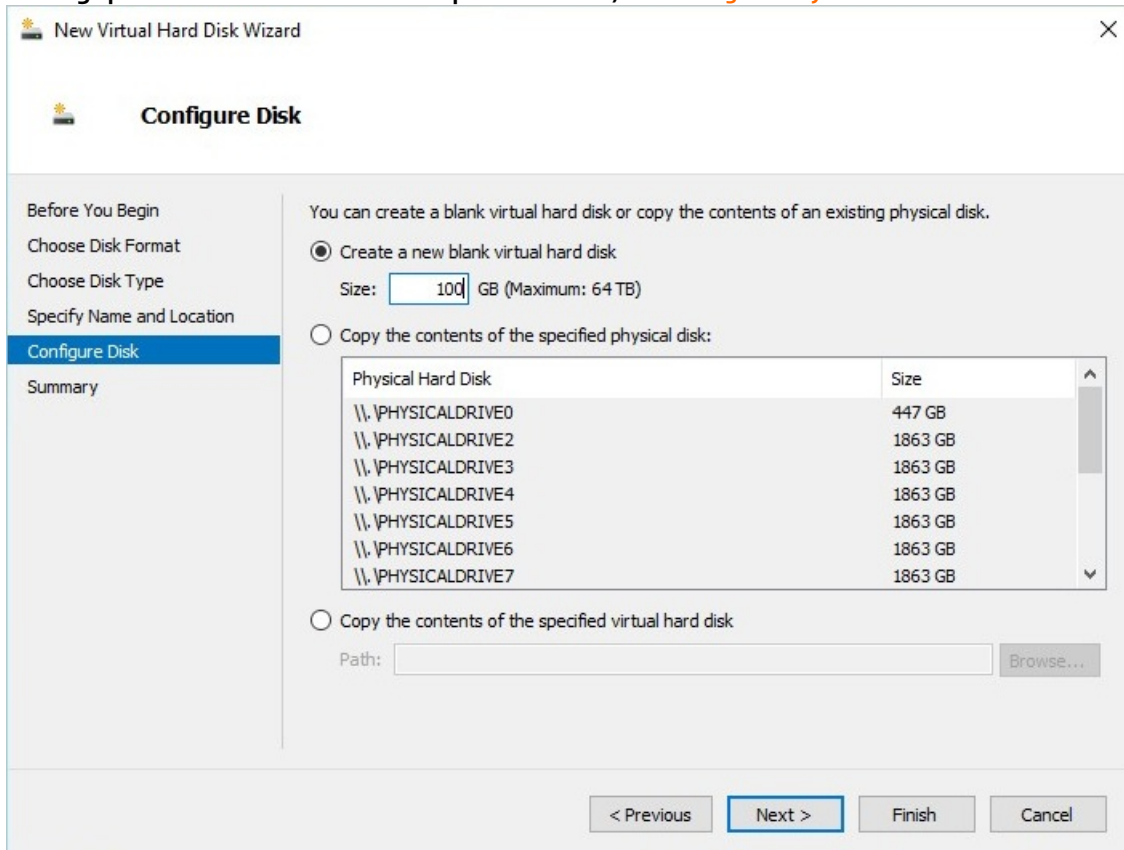 New Virtual Hard Disk Wizard
Configure Disk
Before You Begin
Choose Disk Format
Choose Disk Type
Specify Name and Location
Configure Disk
Summary
You can create a blank virtual hard disk or copy the contents of an existing physical disk.
Create a new blank virtual hard disk
Size: 100 GB (Maximum: 64 TB)
Copy the contents of the specified physical disk:
Physical Hard Disk Size
\\.\PHYSICALDRIVE0 447 GB
\\.\PHYSICALDRIVE2 1863 GB
\\.\PHYSICALDRIVE3 1863 GB
\\.\PHYSICALDRIVE4 1863 GB
\\.\PHYSICALDRIVE5 1863 GB
\\.\PHYSICALDRIVE6 1863 GB
\\.\PHYSICALDRIVE7 1863 GB
Copy the contents of the specified virtual hard disk
Path: Browse...
< Previous Next > Finish Cancel